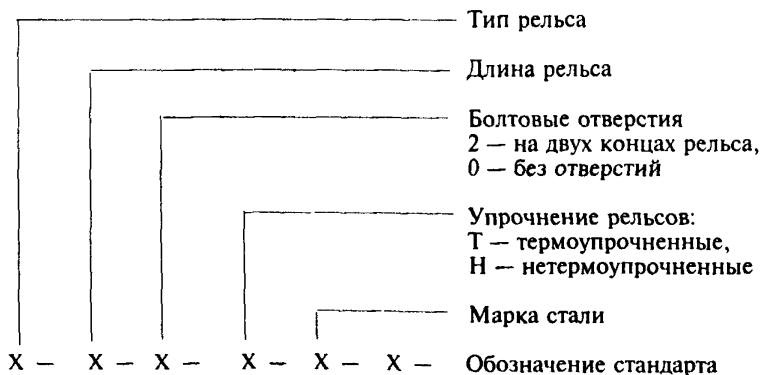 Тип рельса
Длина рельса
Болтовые отверстия
2 — на двух концах рельса,
0 — без отверстий
Упрочнение рельсов:
Т — термоупрочненные,
Н — нетермоупрочненные
Марка стали
Х — Х — Х — Х — Х — Х — Обозначение стандарта